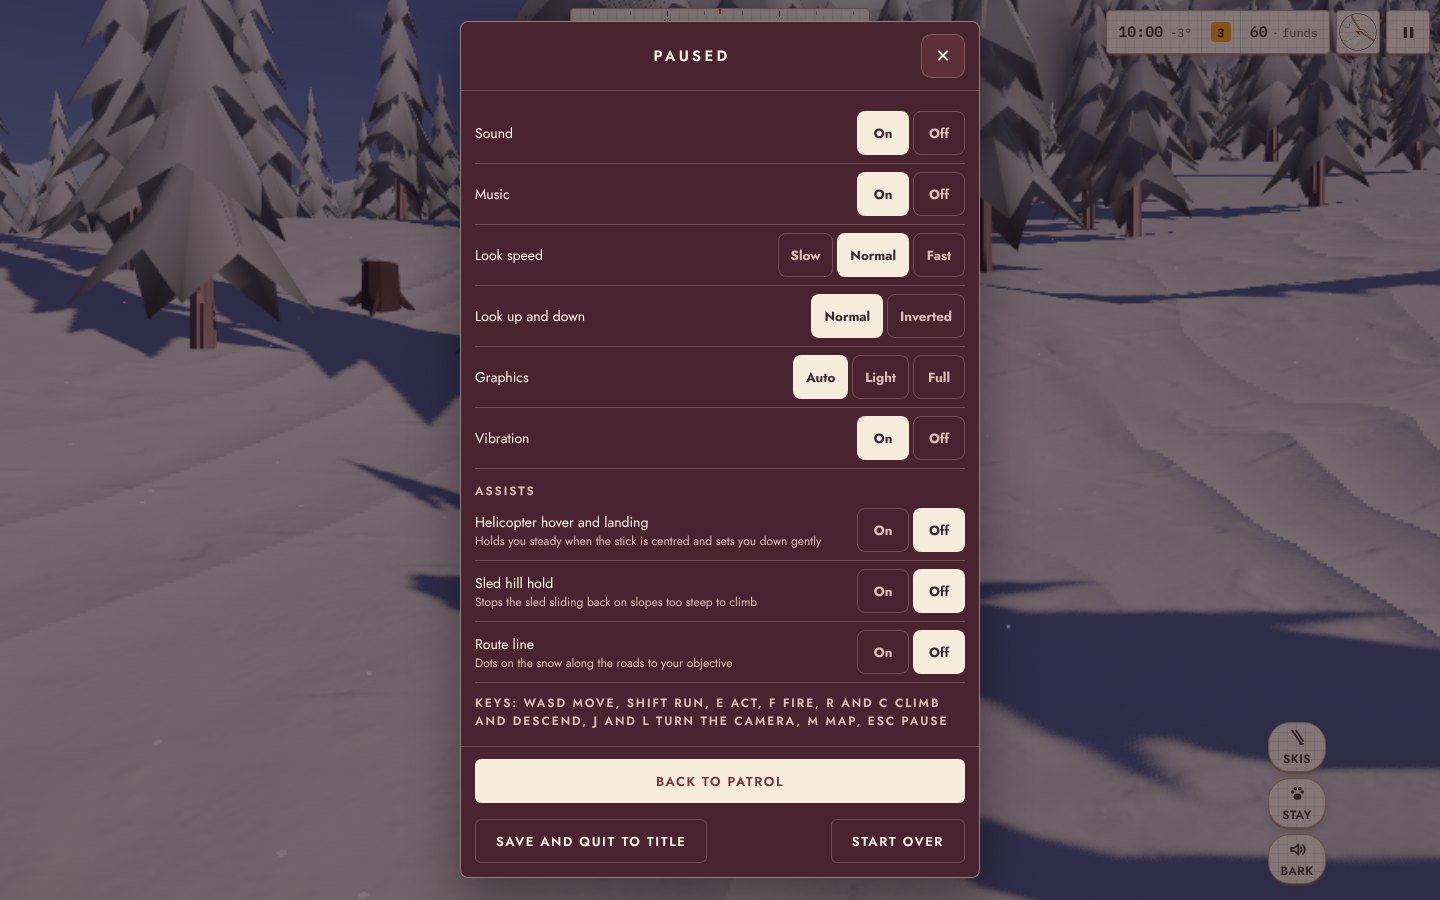 PAUSED
10:00 -3° 3 60 · funds
Sound On Off
Music On Off
Look speed Slow Normal Fast
Look up and down Normal Inverted
Graphics Auto Light Full
Vibration On Off
ASSISTS
Helicopter hover and landing
Holds you steady when the stick is centred and sets you down gently
On Off
Sled hill hold
Stops the sled sliding back on slopes too steep to climb
On Off
Route line
Dots on the snow along the roads to your objective
On Off
KEYS: WASD MOVE, SHIFT RUN, E ACT, F FIRE, R AND C CLIMB
AND DESCEND, J AND L TURN THE CAMERA, M MAP, ESC PAUSE
BACK TO PATROL
SAVE AND QUIT TO TITLE START OVER
SKIS
STAY
BARK